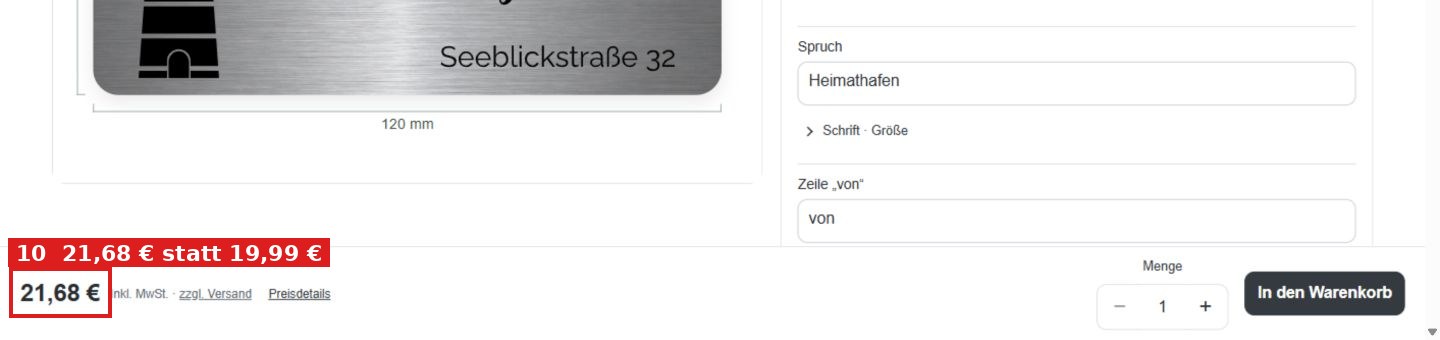 Seeblickstraße 32
120 mm
Spruch
Heimathafen
Schrift · Größe
Zeile „von“
von
10 21,68 € statt 19,99 €
21,68 €
nkl. MwSt. · zzgl. Versand Preisdetails
Menge
− 1 +
In den Warenkorb